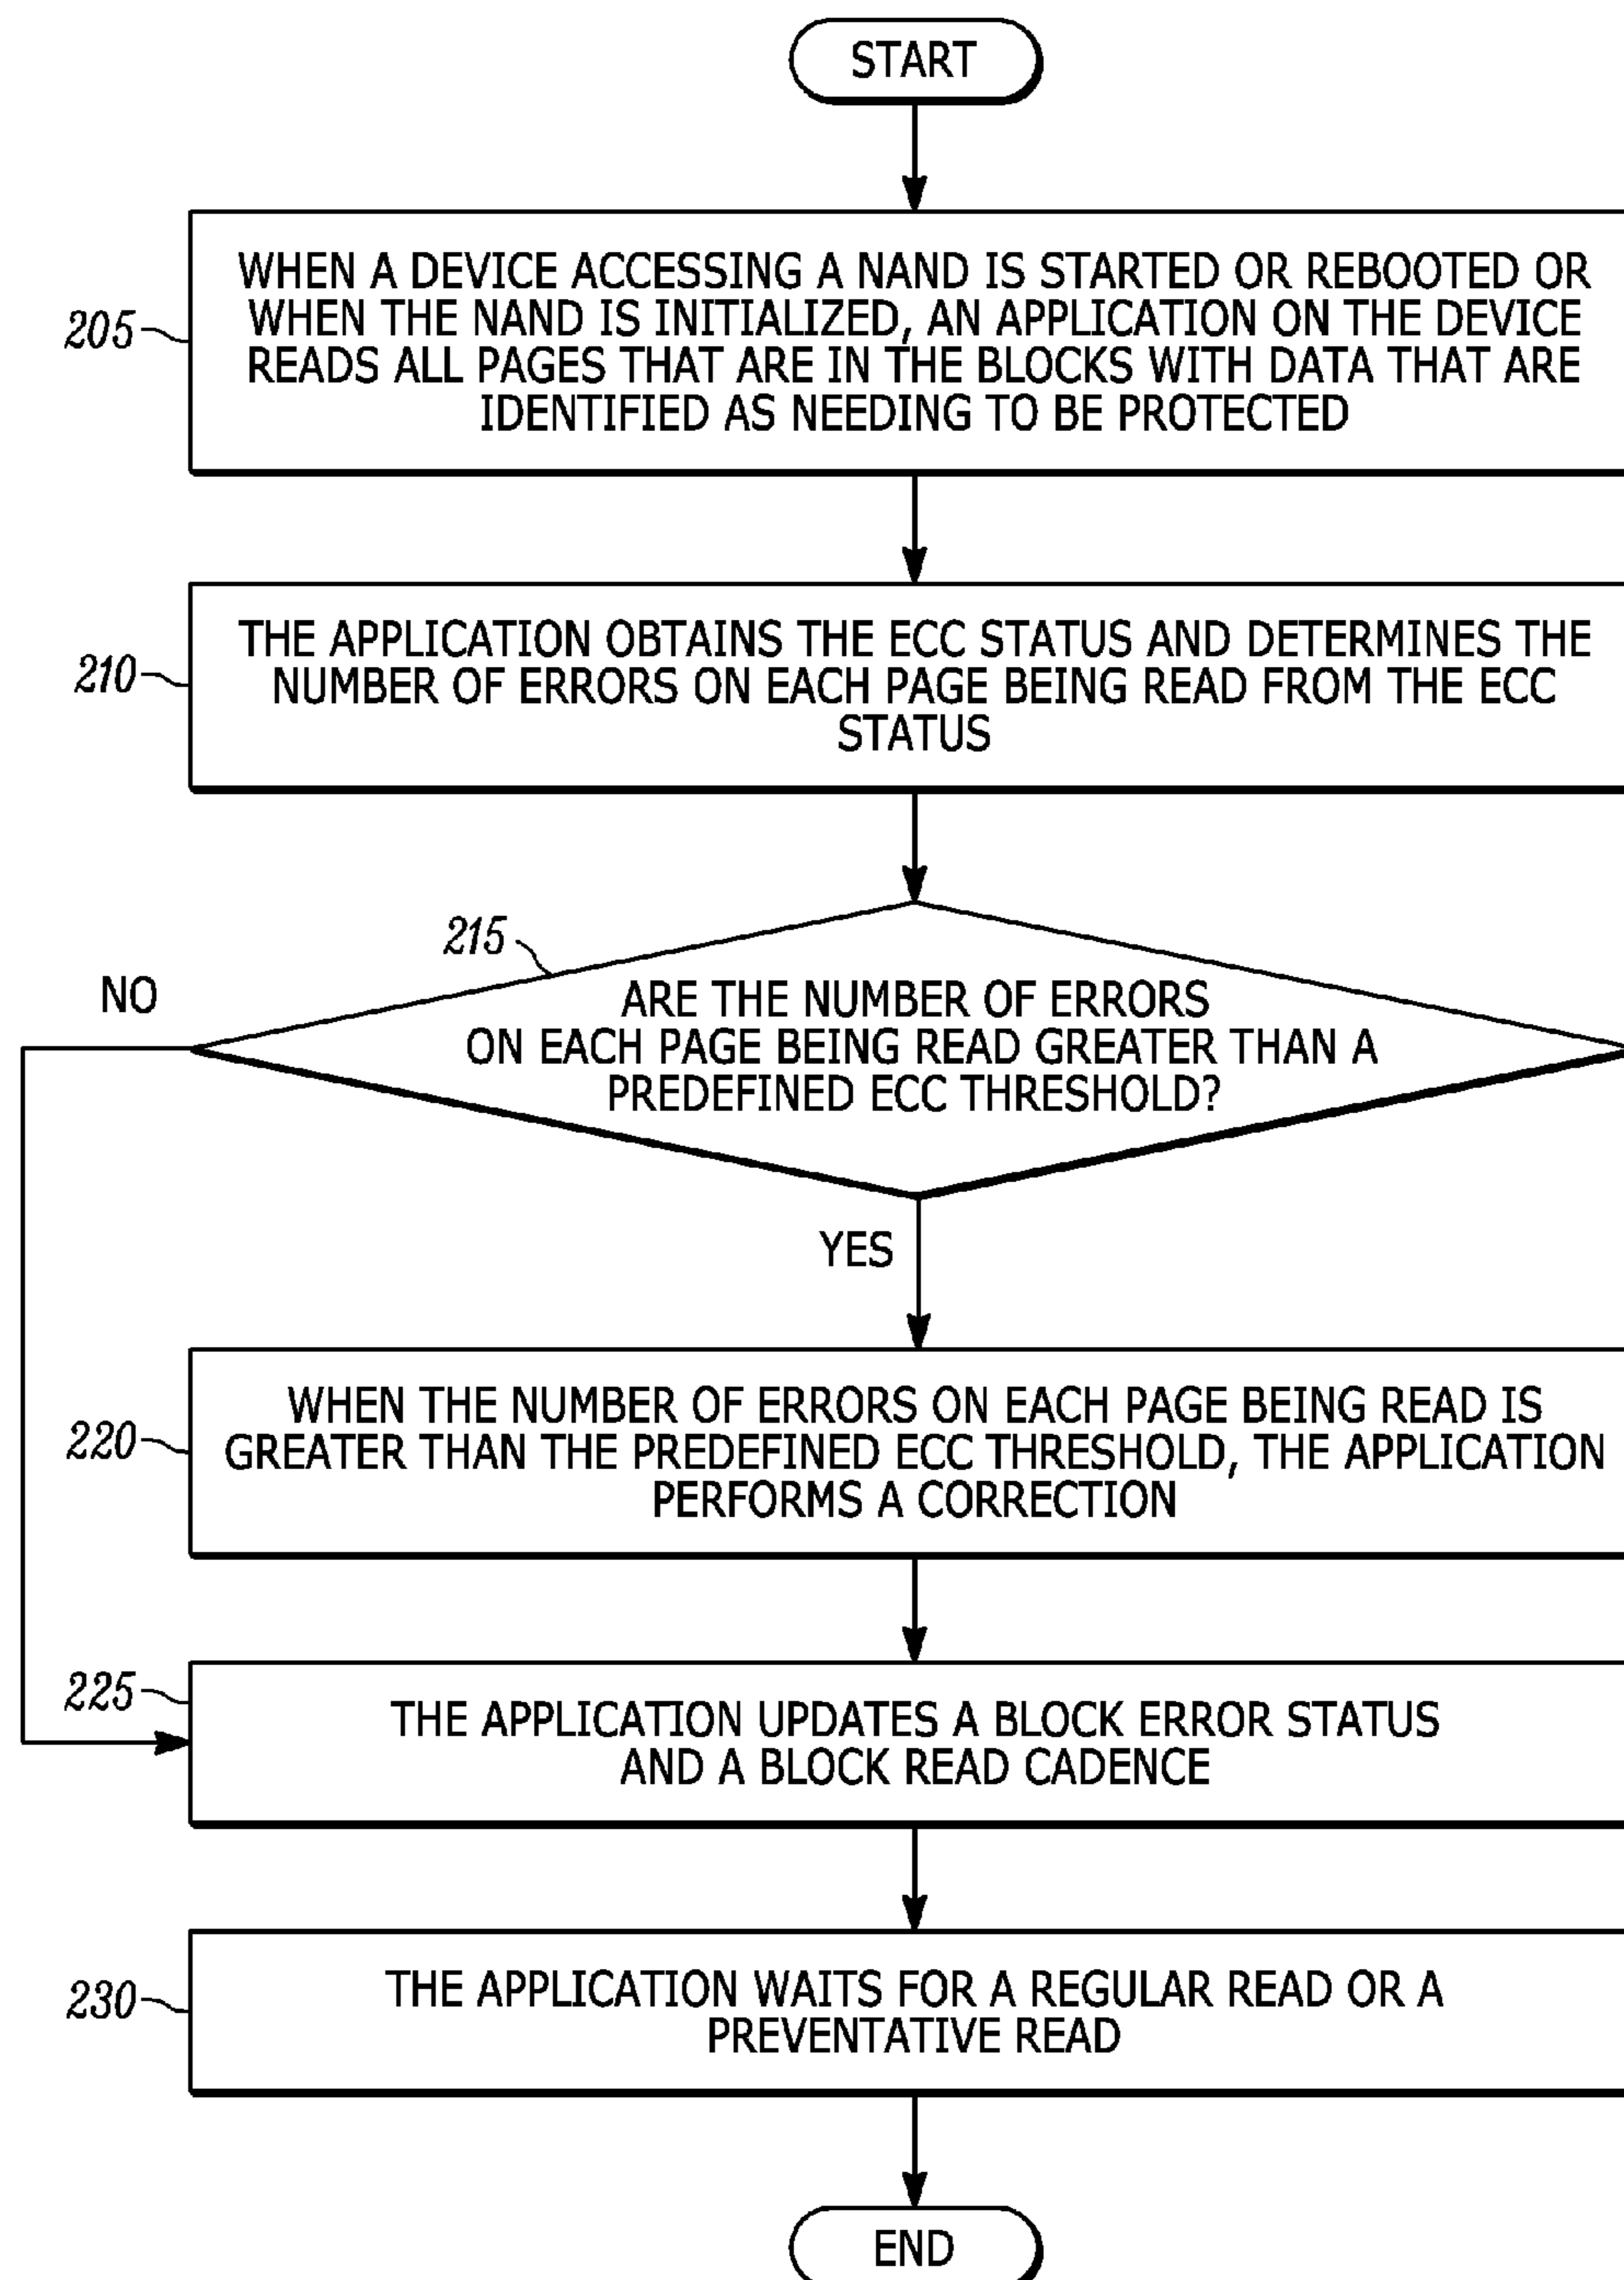 START
205
WHEN A DEVICE ACCESSING A NAND IS STARTED OR REBOOTED OR
WHEN THE NAND IS INITIALIZED, AN APPLICATION ON THE DEVICE
READS ALL PAGES THAT ARE IN THE BLOCKS WITH DATA THAT ARE
IDENTIFIED AS NEEDING TO BE PROTECTED
210
THE APPLICATION OBTAINS THE ECC STATUS AND DETERMINES THE
NUMBER OF ERRORS ON EACH PAGE BEING READ FROM THE ECC
STATUS
215
NO
ARE THE NUMBER OF ERRORS
ON EACH PAGE BEING READ GREATER THAN A
PREDEFINED ECC THRESHOLD?
YES
220
WHEN THE NUMBER OF ERRORS ON EACH PAGE BEING READ IS
GREATER THAN THE PREDEFINED ECC THRESHOLD, THE APPLICATION
PERFORMS A CORRECTION
225
THE APPLICATION UPDATES A BLOCK ERROR STATUS
AND A BLOCK READ CADENCE
230
THE APPLICATION WAITS FOR A REGULAR READ OR A
PREVENTATIVE READ
END